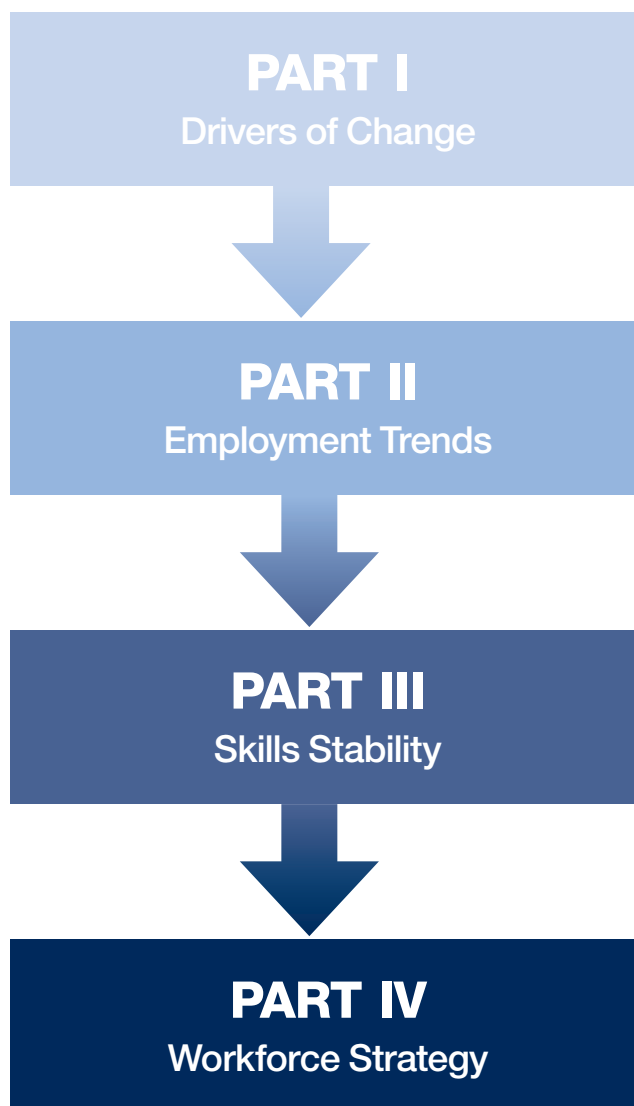 PART I
Drivers of Change
PART II
Employment Trends
PART III
Skills Stability
PART IV
Workforce Strategy